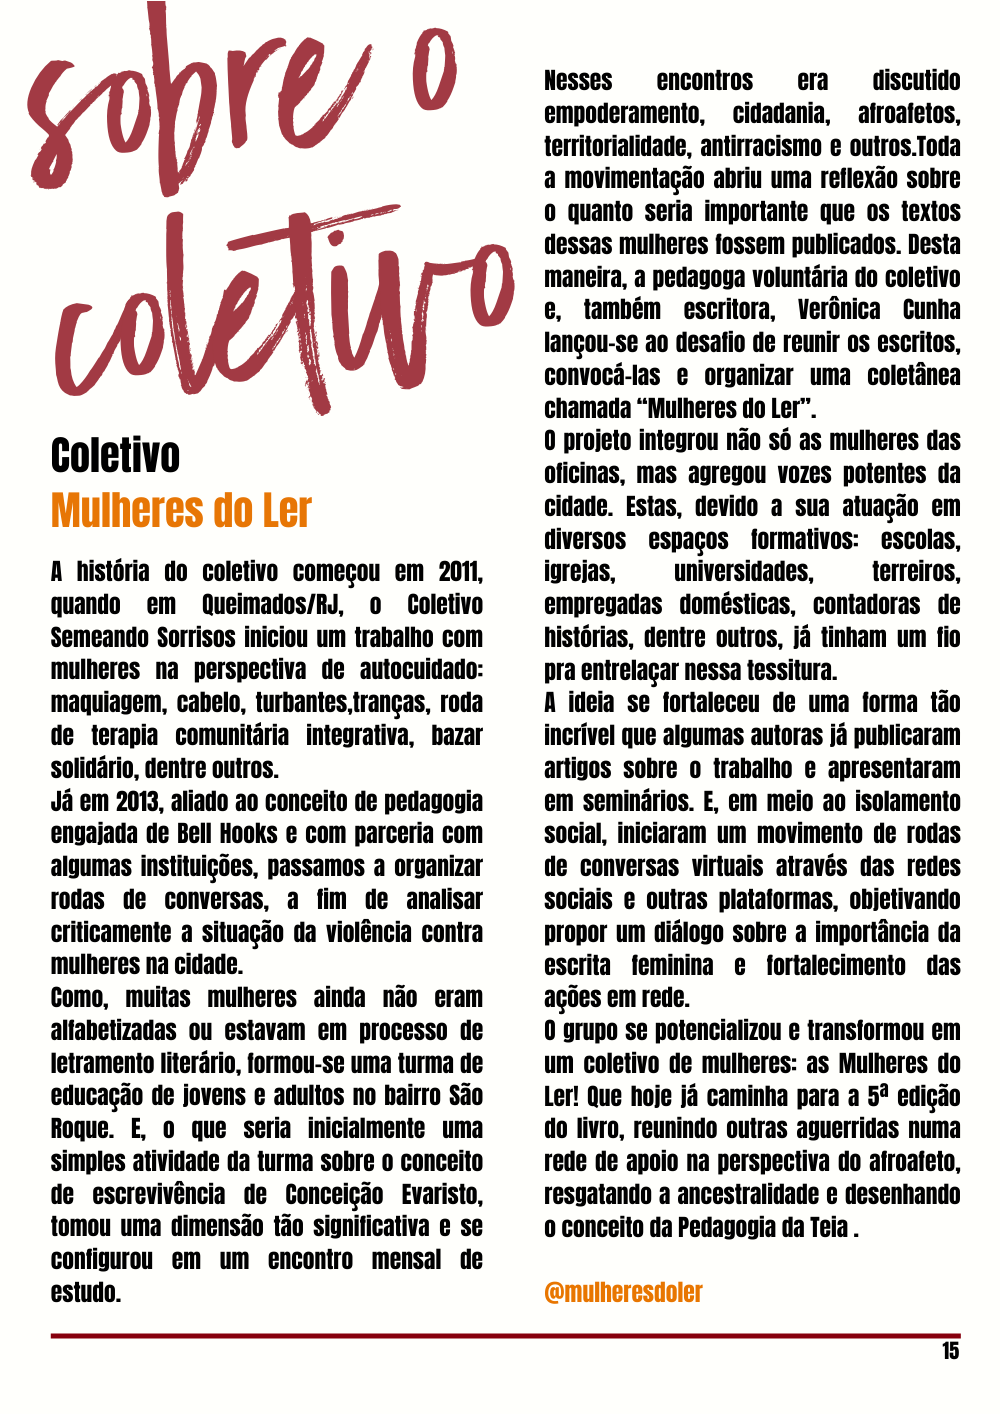 sobre o
coletivo
Coletivo
Mulheres do Ler
A história do coletivo começou em 2011,
quando em Queimados/RJ, o Coletivo
Semeando Sorrisos iniciou um trabalho com
mulheres na perspectiva de autocuidado:
maquiagem, cabelo, turbantes,tranças, roda
de terapia comunitária integrativa, bazar
solidário, dentre outros.
Já em 2013, aliado ao conceito de pedagogia
engajada de Bell Hooks e com parceria com
algumas instituições, passamos a organizar
rodas de conversas, a fim de analisar
criticamente a situação da violência contra
mulheres na cidade.
Como, muitas mulheres ainda não eram
alfabetizadas ou estavam em processo de
letramento literário, formou-se uma turma de
educação de jovens e adultos no bairro São
Roque. E, o que seria inicialmente uma
simples atividade da turma sobre o conceito
de escrevivência de Conceição Evaristo,
tomou uma dimensão tão significativa e se
configurou em um encontro mensal de
estudo.
Nesses encontros era discutido
empoderamento, cidadania, afroafetos,
territorialidade, antirracismo e outros.Toda
a movimentação abriu uma reflexão sobre
o quanto seria importante que os textos
dessas mulheres fossem publicados. Desta
maneira, a pedagoga voluntária do coletivo
e, também escritora, Verônica Cunha
lançou-se ao desafio de reunir os escritos,
convocá-las e organizar uma coletânea
chamada “Mulheres do Ler”.
O projeto integrou não só as mulheres das
oficinas, mas agregou vozes potentes da
cidade. Estas, devido a sua atuação em
diversos espaços formativos: escolas,
igrejas, universidades, terreiros,
empregadas domésticas, contadoras de
histórias, dentre outros, já tinham um fio
pra entrelaçar nessa tessitura.
A ideia se fortaleceu de uma forma tão
incrível que algumas autoras já publicaram
artigos sobre o trabalho e apresentaram
em seminários. E, em meio ao isolamento
social, iniciaram um movimento de rodas
de conversas virtuais através das redes
sociais e outras plataformas, objetivando
propor um diálogo sobre a importância da
escrita feminina e fortalecimento das
ações em rede.
O grupo se potencializou e transformou em
um coletivo de mulheres: as Mulheres do
Ler! Que hoje já caminha para a 5ª edição
do livro, reunindo outras aguerridas numa
rede de apoio na perspectiva do afroafeto,
resgatando a ancestralidade e desenhando
o conceito da Pedagogia da Teia .
@mulheresdoler
15